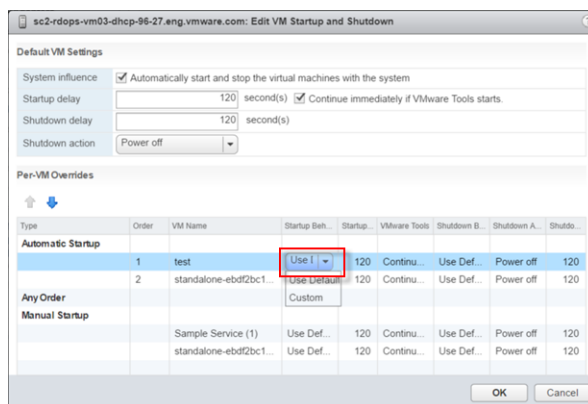 sc2-rdops-vm03-dhcp-96-27.eng.vmware.com: Edit VM Startup and Shutdown
Default VM Settings
System influence Automatically start and stop the virtual machines with the system
Startup delay 120 second(s) Continue immediately if VMware Tools starts.
Shutdown delay 120 second(s)
Shutdown action Power off
Per-VM Overrides
Type Order VM Name Startup Beh... Startup... VMware Tools Shutdown B... Shutdown A... Shutdo...
Automatic Startup
1 test Use 120 Continu... Use Def... Power off 120
2 standalone-ebdf2bc1... Use Default 120 Continu... Use Def... Power off 120
Any Order Custom
Manual Startup
Sample Service (1) Use Def... 120 Continu... Use Def... Power off 120
standalone-ebdf2bc1... Use Def... 120 Continu... Use Def... Power off 120
OK Cancel